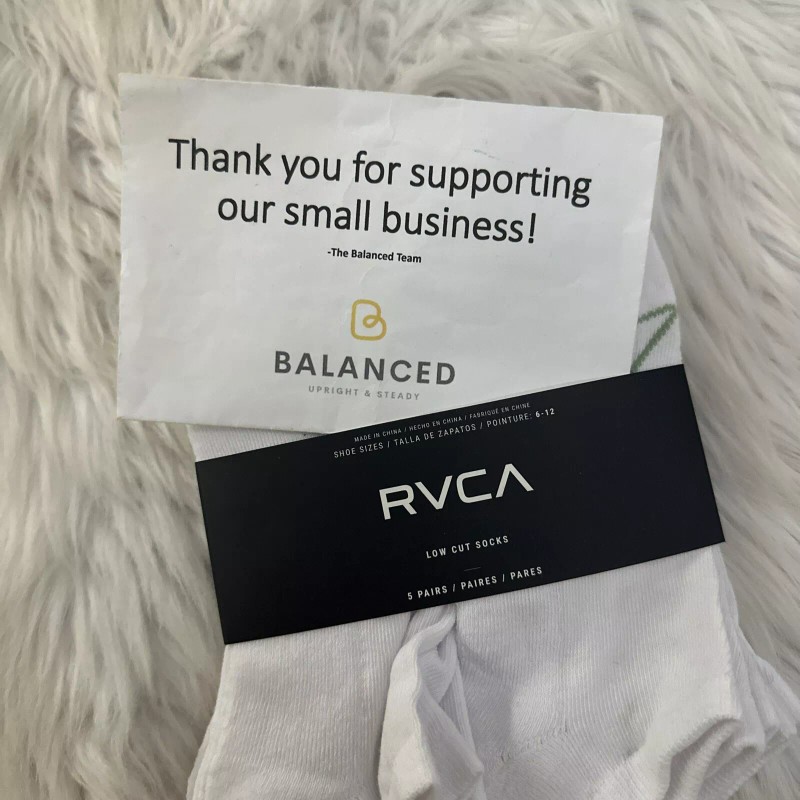 Thank you for supporting
our small business!
-The Balanced Team
BALANCED
UPRIGHT & STEADY
MADE IN CHINA / HECHO EN CHINA / FABRIQUÉ EN CHINE
SHOE SIZES / TALLA DE ZAPATOS / POINTURE: 6-12
RVCA
LOW CUT SOCKS
5 PAIRS / PAIRES / PARES